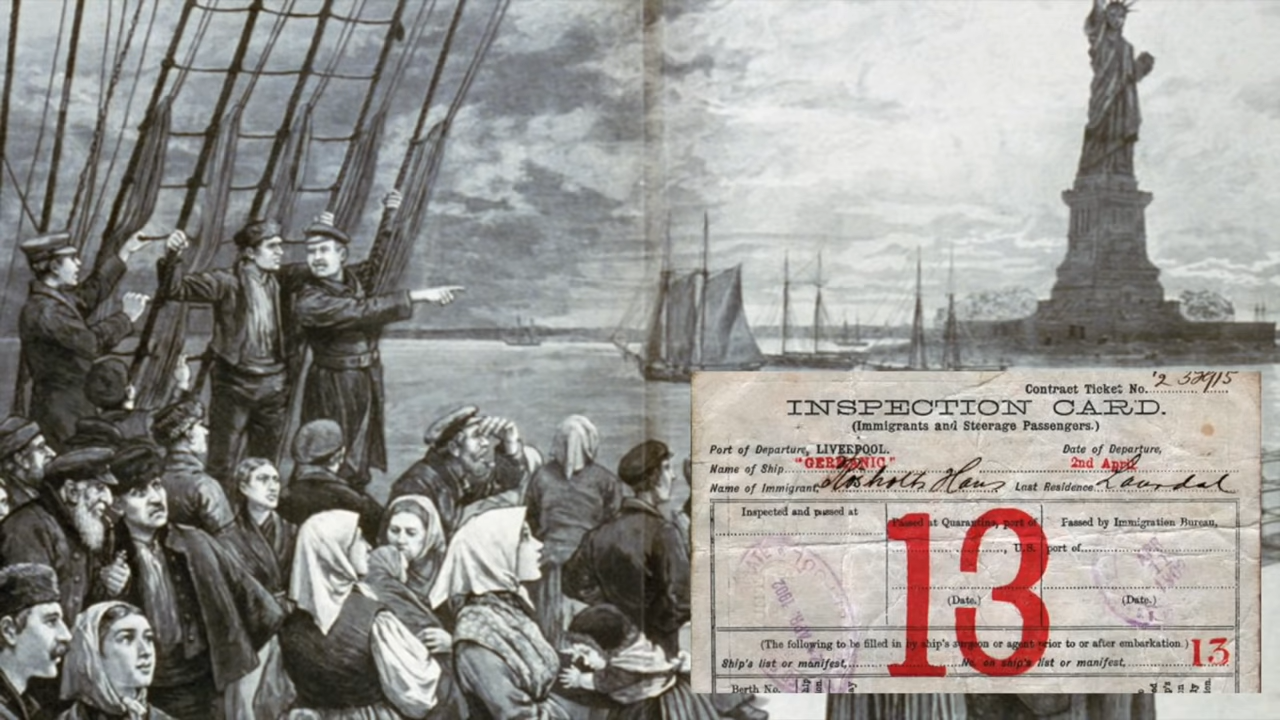 Contract Ticket No.
INSPECTION CARD.
(Immigrants and Steerage Passengers.)
Port of Departure, LIVERPOOL.
Date of Departure,
Name of Ship "GERMANIC"
2nd April
Name of Immigrant, Hans Last Residence
Inspected and passed at
Passed at Quarantine, port of
Passed by Immigration Bureau,
, U.S.
port of
(Date.)
(Date.)
13
APR 1902
(The following to be filled in by ship's surgeon or agent prior to or after embarkation.)
Ship's list or manifest, No. on ship's list or manifest, 13
Berth No.